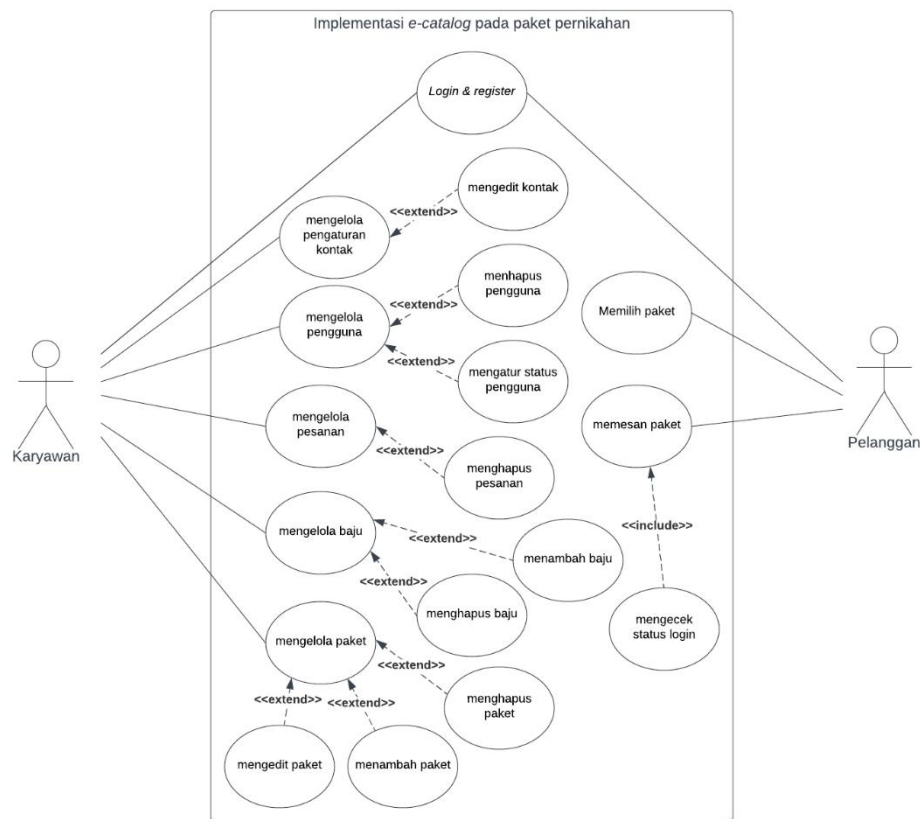 Implementasi e-catalog pada paket pernikahan
Login & register
mengedit kontak
<<extend>>
mengelola
pengaturan
kontak
menhapus
pengguna
<<extend>>
mengelola
pengguna
Memilih paket
<<extend>>
mengatur status
pengguna
mengelola
pesanan
memesan paket
Karyawan
Pelanggan
<<extend>>
menghapus
pesanan
<<include>>
mengelola baju
<<extend>>
menambah baju
<<extend>>
menghapus baju
mengecek
status login
mengelola paket
<<extend>>
menghapus
paket
<<extend>>
<<extend>>
mengedit paket
menambah paket